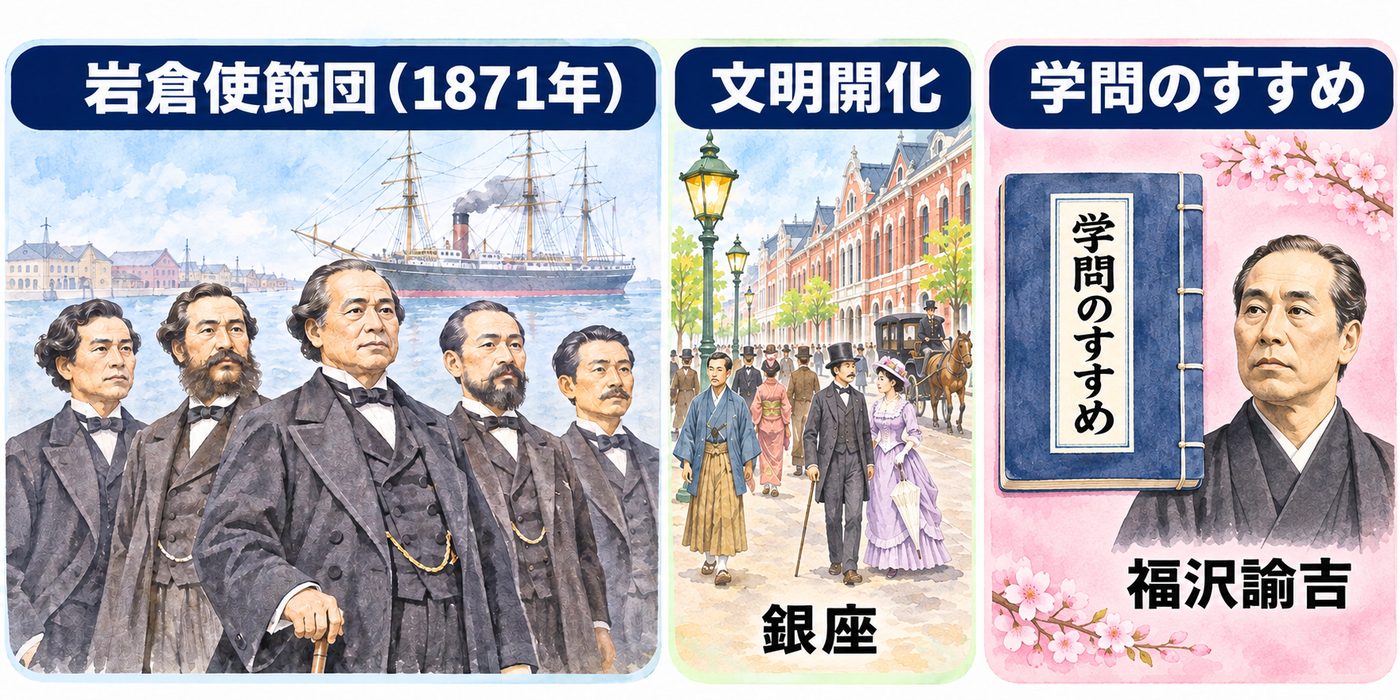 岩倉使節団（1871年）
文明開化
銀座
学問のすすめ
学問のすすめ
福沢諭吉